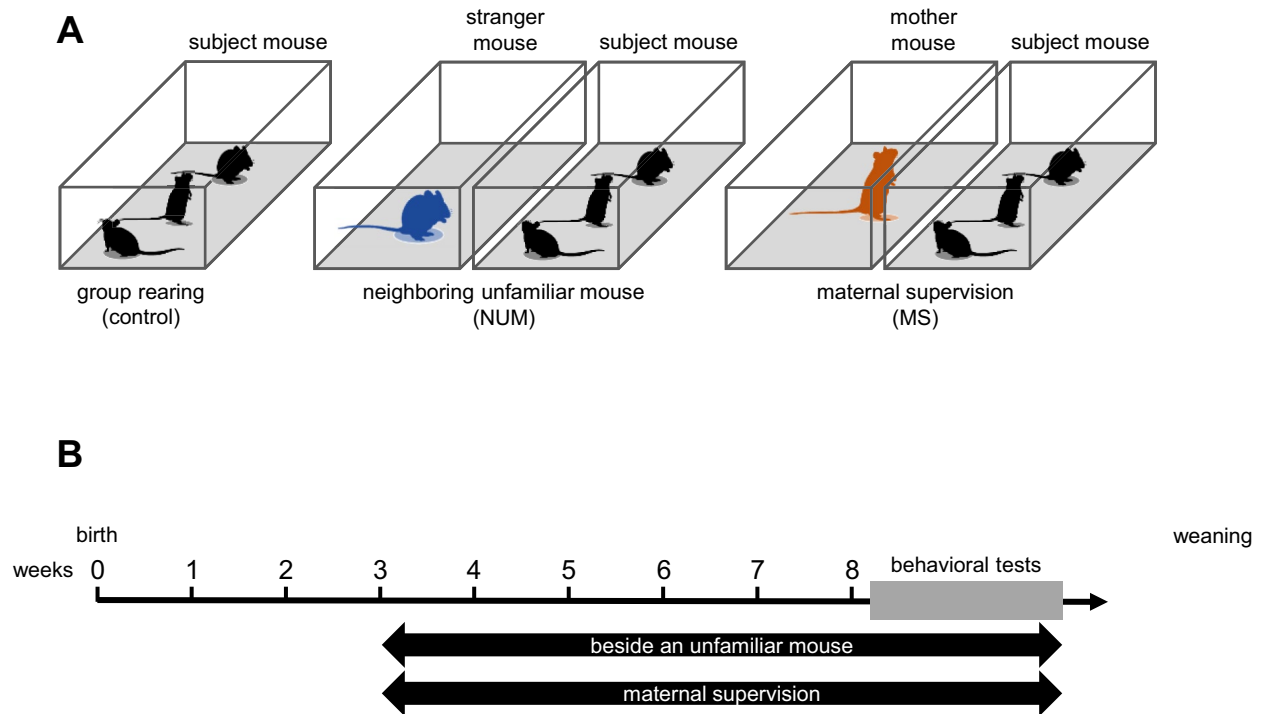 A
subject mouse
stranger
mouse
subject mouse
mother
mouse
subject mouse
group rearing
(control)
neighboring unfamiliar mouse
(NUM)
maternal supervision
(MS)
B
birth
weaning
weeks 0 1 2 3 4 5 6 7 8
behavioral tests
beside an unfamiliar mouse
maternal supervision